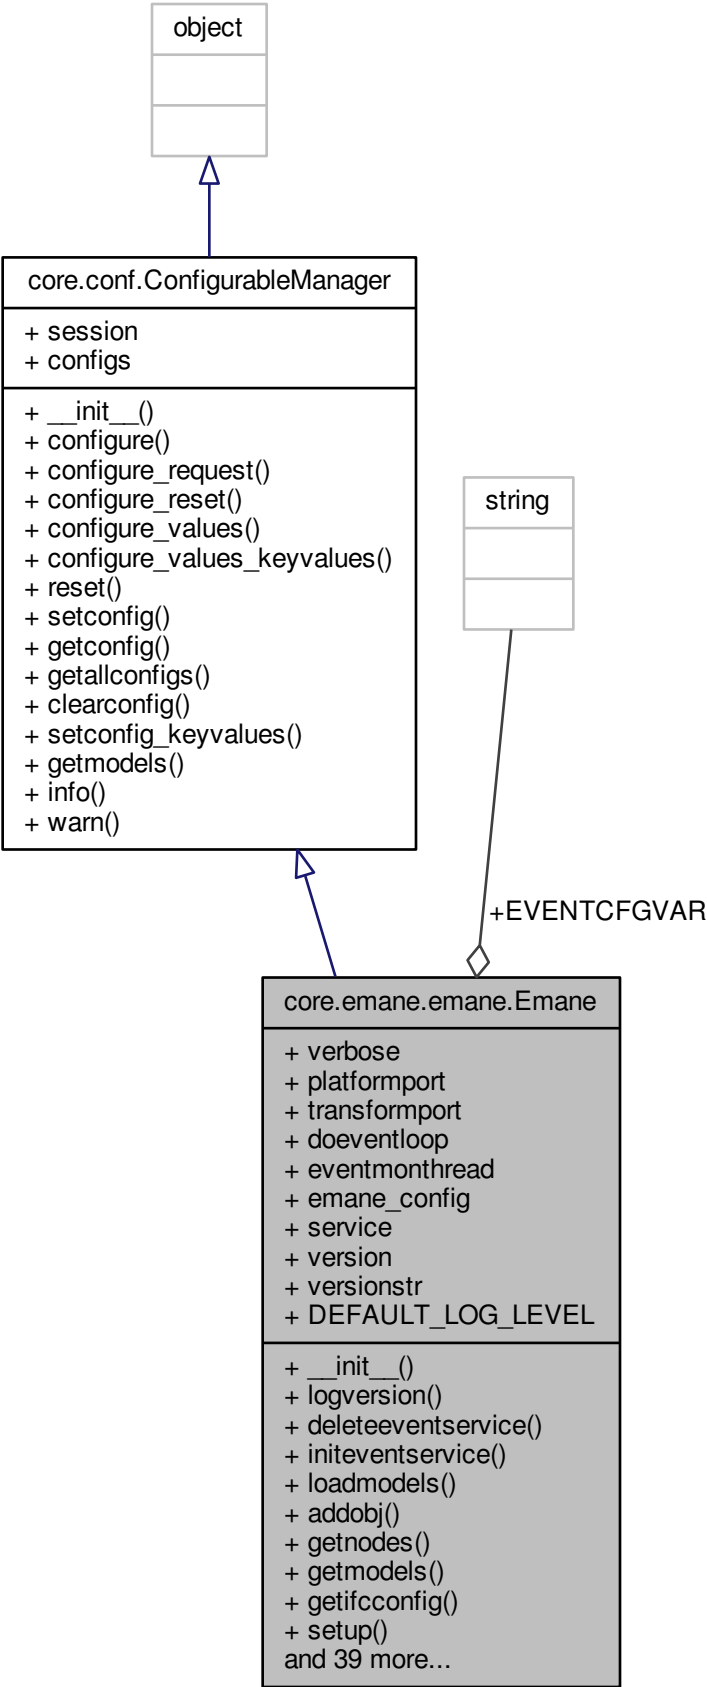 object
core.conf.ConfigurableManager
+ session
+ configs
+ __init__()
+ configure()
+ configure_request()
+ configure_reset()
+ configure_values()
+ configure_values_keyvalues()
+ reset()
+ setconfig()
+ getconfig()
+ getallconfigs()
+ clearconfig()
+ setconfig_keyvalues()
+ getmodels()
+ info()
+ warn()
string
+EVENTCFGVAR
core.emane.emane.Emane
+ verbose
+ platformport
+ transformport
+ doeventloop
+ eventmonthread
+ emane_config
+ service
+ version
+ versionstr
+ DEFAULT_LOG_LEVEL
+ __init__()
+ logversion()
+ deleteeventservice()
+ initeventservice()
+ loadmodels()
+ addobj()
+ getnodes()
+ getmodels()
+ getifcconfig()
+ setup()
and 39 more...